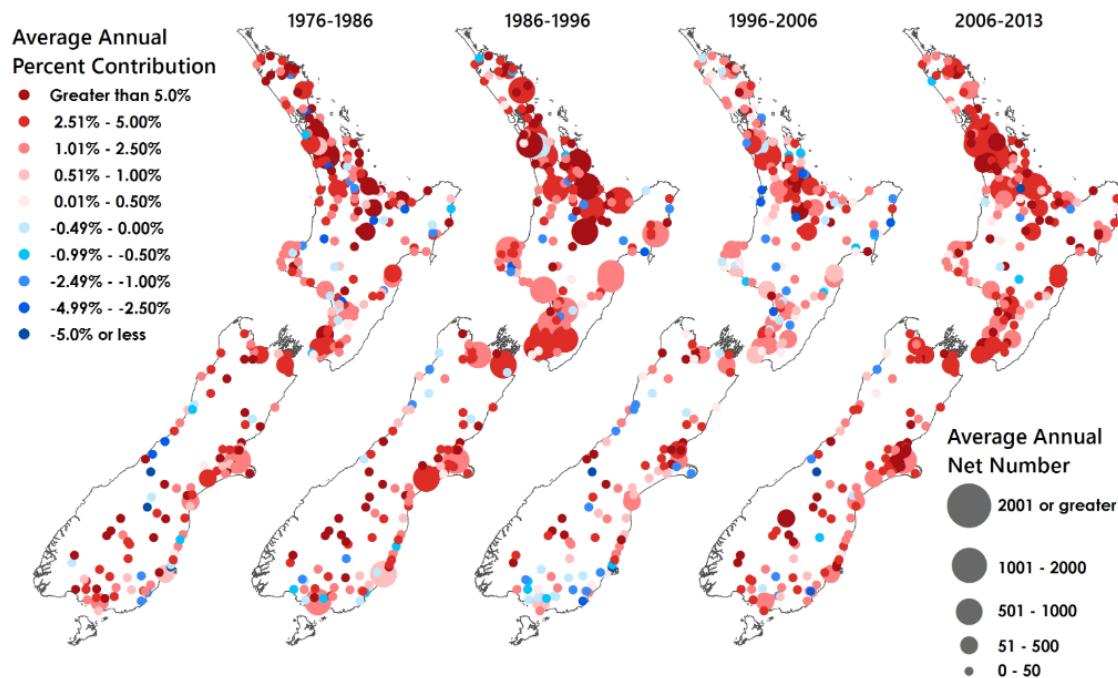 1976-1986
1986-1996
1996-2006
2006-2013
Average Annual
Percent Contribution
Greater than 5.0%
2.51% - 5.00%
1.01% - 2.50%
0.51% - 1.00%
0.01% - 0.50%
-0.49% - 0.00%
-0.99% - -0.50%
-2.49% - -1.00%
-4.99% - -2.50%
-5.0% or less
Average Annual
Net Number
2001 or greater
1001 - 2000
501 - 1000
51 - 500
0 - 50